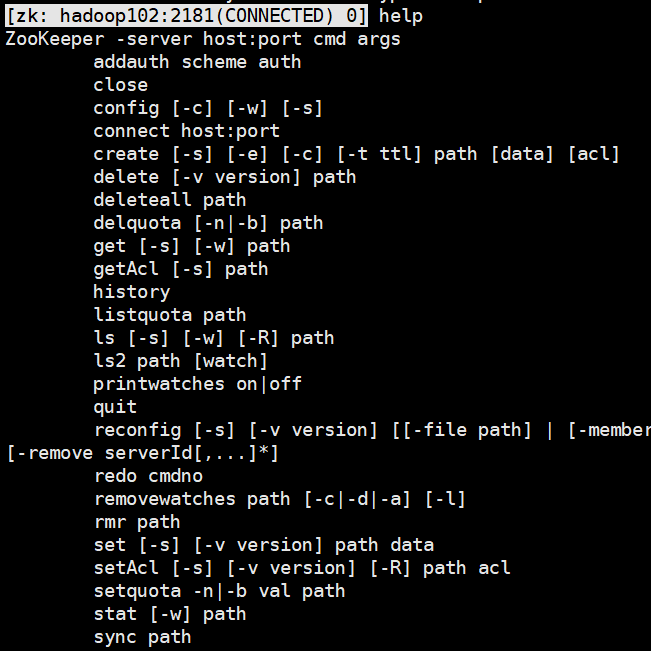 [zk: hadoop102:2181(CONNECTED) 0] help
ZooKeeper -server host:port cmd args
addauth scheme auth
close
config [-c] [-w] [-s]
connect host:port
create [-s] [-e] [-c] [-t ttl] path [data] [acl]
delete [-v version] path
deleteall path
delquota [-n|-b] path
get [-s] [-w] path
getAcl [-s] path
history
listquota path
ls [-s] [-w] [-R] path
ls2 path [watch]
printwatches on|off
quit
reconfig [-s] [-v version] [[-file path] | [-member
[-remove serverId[,...]*]
redo cmdno
removewatches path [-c|-d|-a] [-l]
rmr path
set [-s] [-v version] path data
setAcl [-s] [-v version] [-R] path acl
setquota -n|-b val path
stat [-w] path
sync path